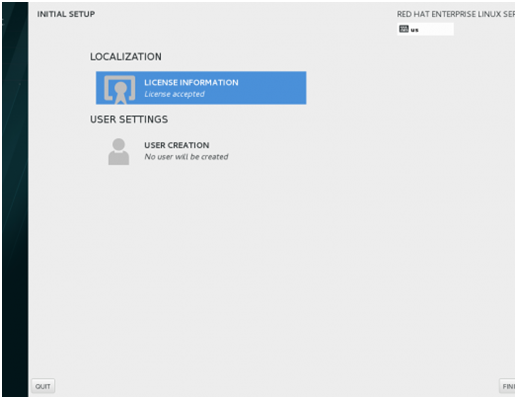 INITIAL SETUP
RED HAT ENTERPRISE LINUX SER
us
LOCALIZATION
LICENSE INFORMATION
License accepted
USER SETTINGS
USER CREATION
No user will be created
QUIT
FINI